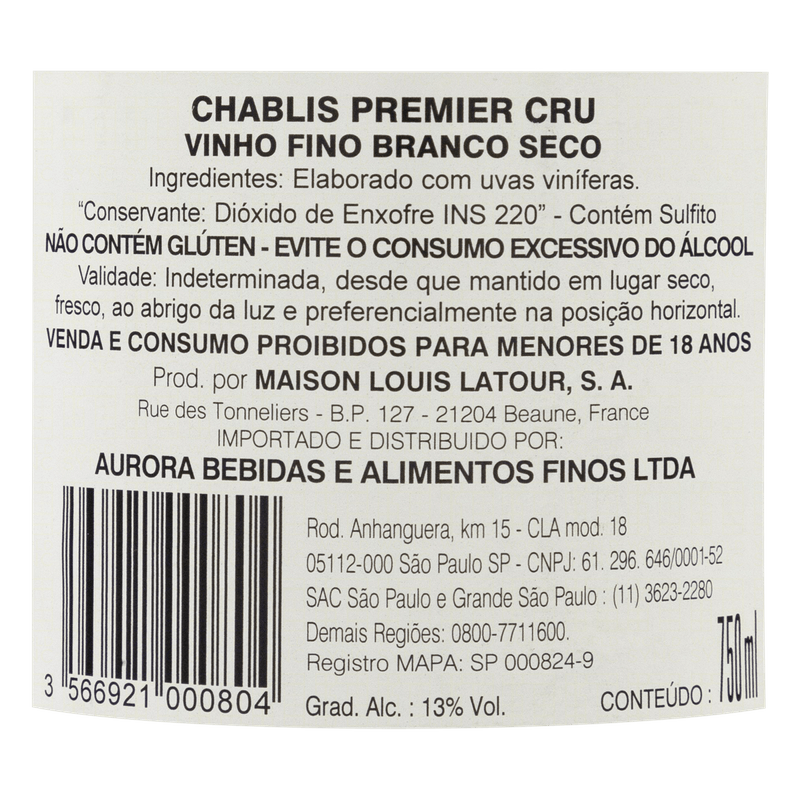 CHABLIS PREMIER CRU
VINHO FINO BRANCO SECO
Ingredientes: Elaborado com uvas viníferas.
“Conservante: Dióxido de Enxofre INS 220” - Contém Sulfito
NÃO CONTÉM GLÚTEN - EVITE O CONSUMO EXCESSIVO DO ÁLCOOL
Validade: Indeterminada, desde que mantido em lugar seco,
fresco, ao abrigo da luz e preferencialmente na posição horizontal.
VENDA E CONSUMO PROIBIDOS PARA MENORES DE 18 ANOS
Prod. por MAISON LOUIS LATOUR, S. A.
Rue des Tonneliers - B.P. 127 - 21204 Beaune, France
IMPORTADO E DISTRIBUIDO POR:
AURORA BEBIDAS E ALIMENTOS FINOS LTDA
Rod. Anhanguera, km 15 - CLA mod. 18
05112-000 São Paulo SP - CNPJ: 61. 296. 646/0001-52
SAC São Paulo e Grande São Paulo : (11) 3623-2280
Demais Regiões: 0800-7711600.
Registro MAPA: SP 000824-9
Grad. Alc. : 13% Vol.
CONTEÚDO : 750 ml
3 566921 000804